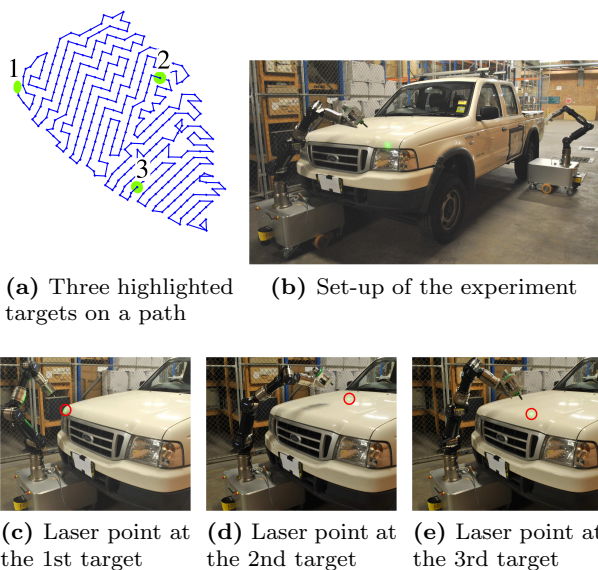 1
2
3
(a) Three highlighted
targets on a path
(b) Set-up of the experiment
(c) Laser point at
the 1st target
(d) Laser point at
the 2nd target
(e) Laser point at
the 3rd target